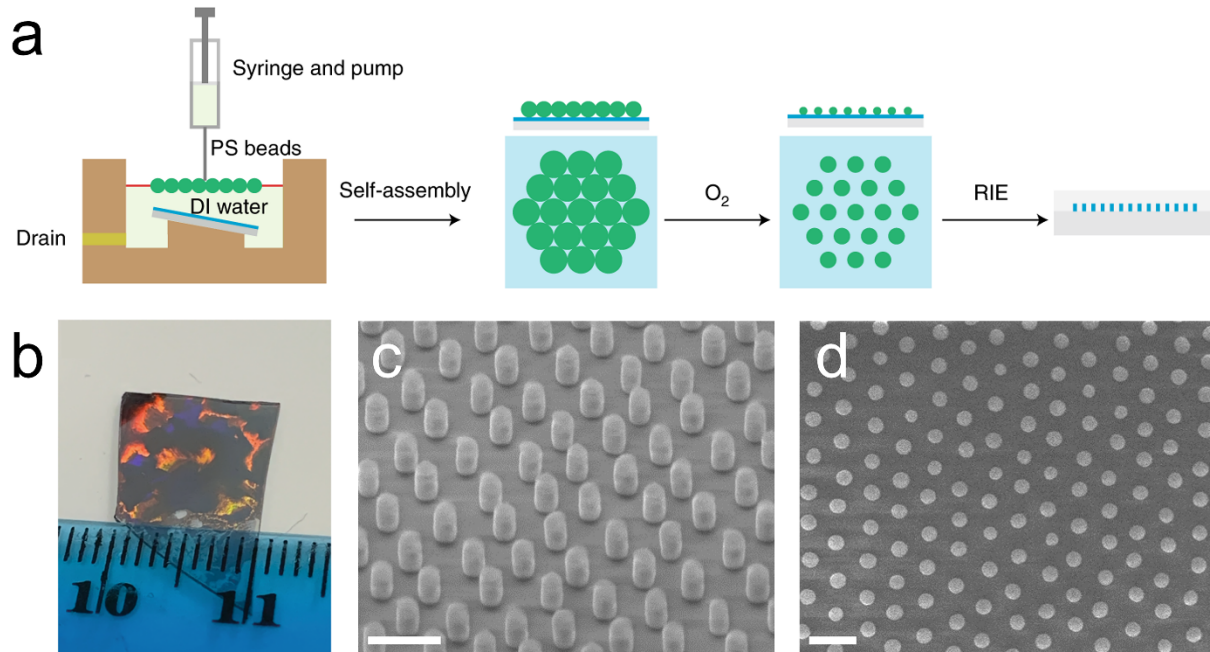 a
Syringe and pump
PS beads
DI water
Drain
Self-assembly
O₂
RIE
b
c
d
10
11